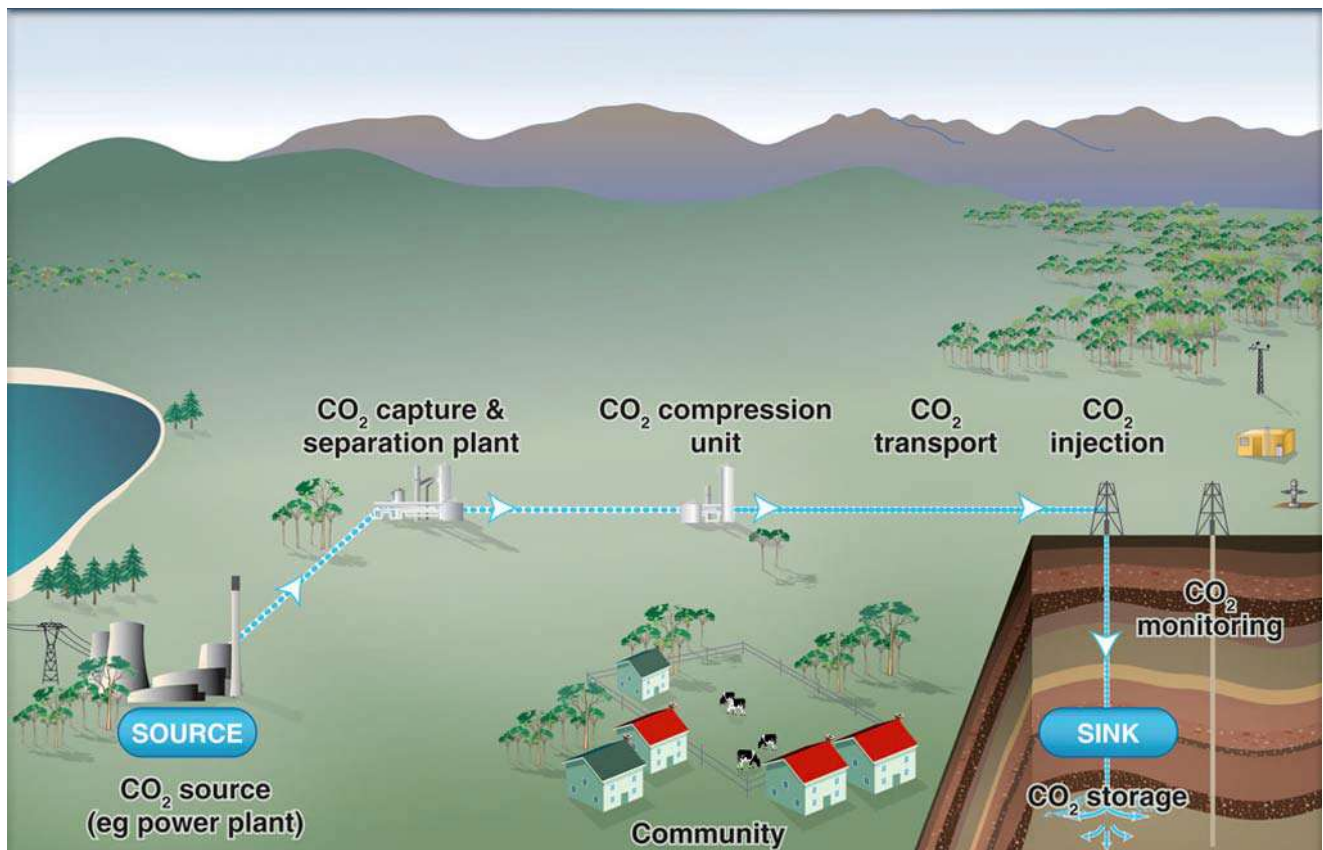 CO₂ capture &
separation plant
CO₂ compression
unit
CO₂
transport
CO₂
injection
CO₂
monitoring
SOURCE
SINK
CO₂ source
(eg power plant)
CO₂ storage
Community